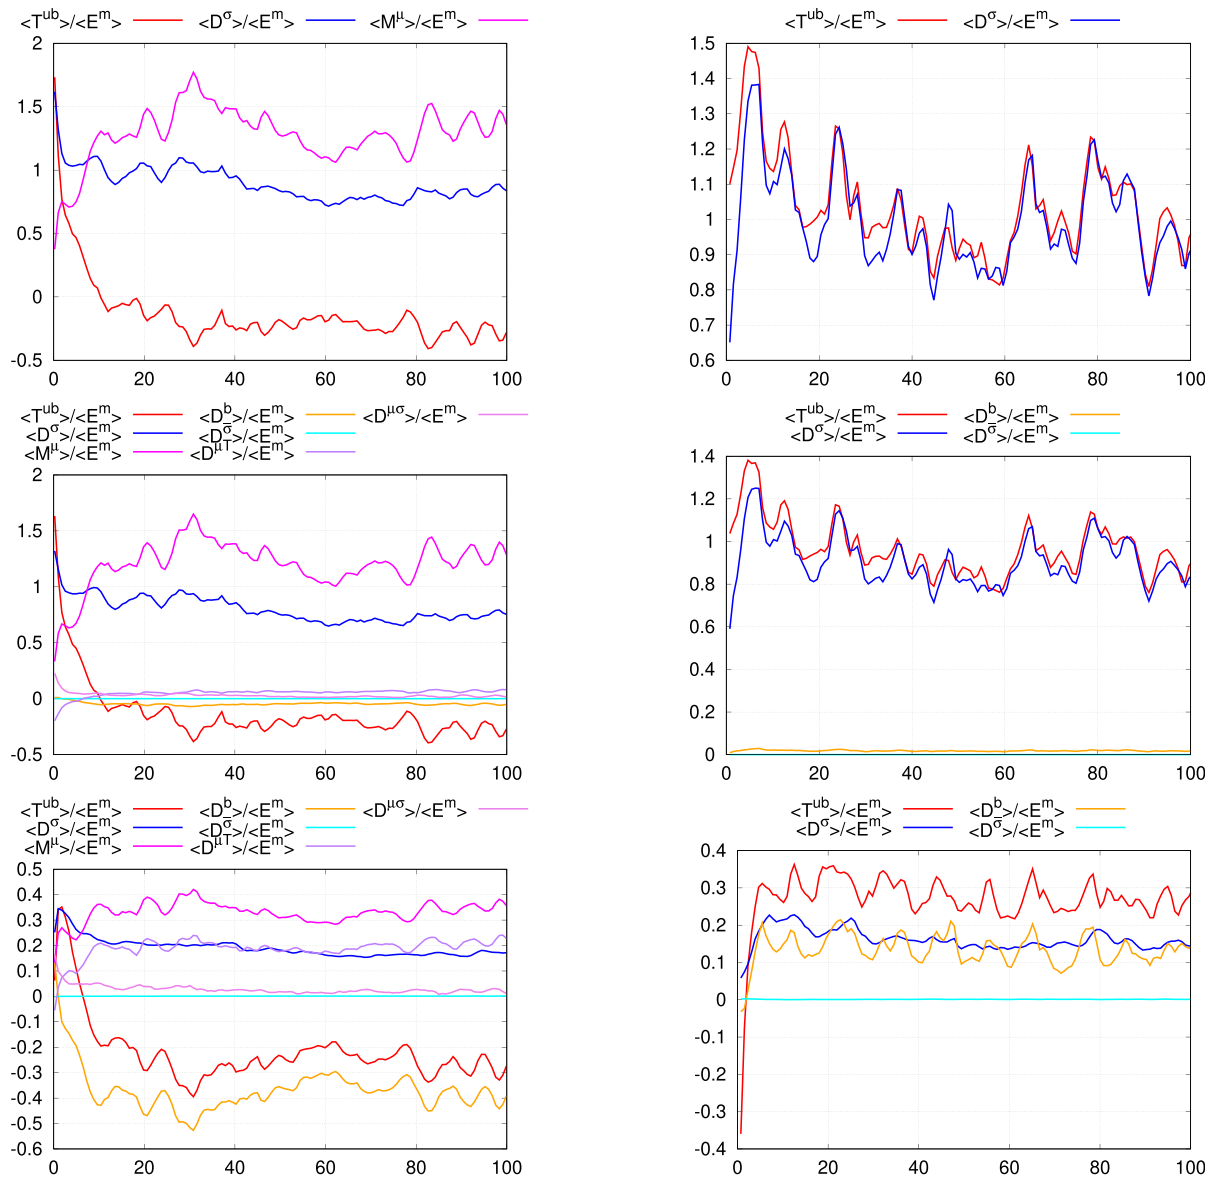 <T^ub>/<E^m> <D^σ>/<E^m> <M^μ>/<E^m>
2
1.5
1
0.5
0
-0.5
0 20 40 60 80 100
<T^ub>/<E^m> <D^σ>/<E^m>
1.5
1.4
1.3
1.2
1.1
1
0.9
0.8
0.7
0.6
0 20 40 60 80 100
<T^ub>/<E^m> <D^b>/<E^m> <D^μσ>/<E^m>
<D^σ>/<E^m> <D^σ̅>/<E^m>
<M^μ>/<E^m> <D^μT>/<E^m>
2
1.5
1
0.5
0
-0.5
0 20 40 60 80 100
<T^ub>/<E^m> <D^b>/<E^m>
<D^σ>/<E^m> <D^σ̅>/<E^m>
1.4
1.2
1
0.8
0.6
0.4
0.2
0
0 20 40 60 80 100
<T^ub>/<E^m> <D^b>/<E^m> <D^μσ>/<E^m>
<D^σ>/<E^m> <D^σ̅>/<E^m>
<M^μ>/<E^m> <D^μT>/<E^m>
0.5
0.4
0.3
0.2
0.1
0
-0.1
-0.2
-0.3
-0.4
-0.5
-0.6
0 20 40 60 80 100
<T^ub>/<E^m> <D^b>/<E^m>
<D^σ>/<E^m> <D^σ̅>/<E^m>
0.4
0.3
0.2
0.1
0
-0.1
-0.2
-0.3
-0.4
0 20 40 60 80 100